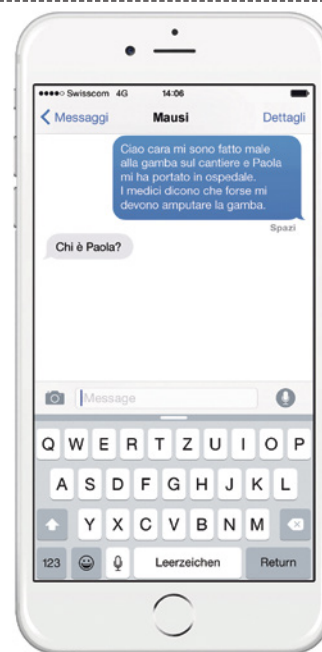 Swisscom 4G 14:06
Messaggi Mausi Dettagli
Ciao cara mi sono fatto male
alla gamba sul cantiere e Paola
mi ha portato in ospedale.
I medici dicono che forse mi
devono amputare la gamba.
Spazi
Chi è Paola?
Message
Q W E R T Z U I O P
A S D F G H J K L
Y X C V B N M
123 Leerzeichen Return